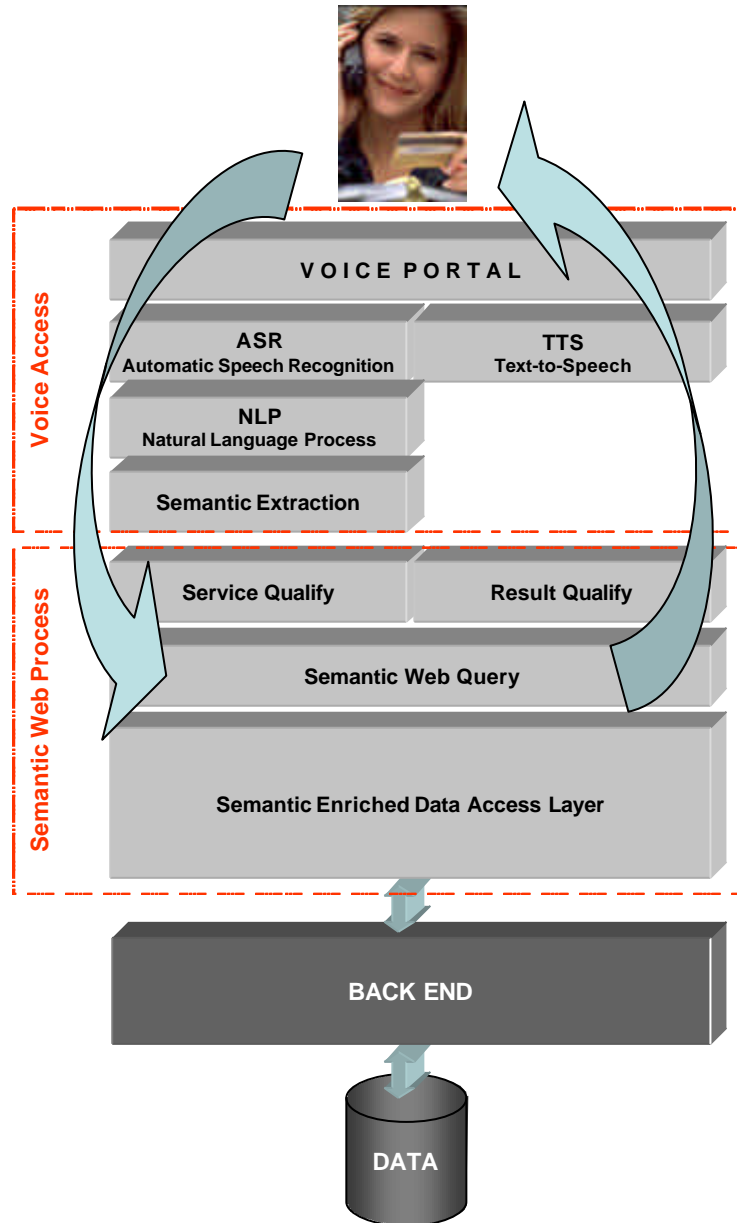 VOICE PORTAL
ASR
Automatic Speech Recognition
TTS
Text-to-Speech
NLP
Natural Language Process
Semantic Extraction
Voice Access
Service Qualify
Result Qualify
Semantic Web Query
Semantic Enriched Data Access Layer
Semantic Web Process
BACK END
DATA